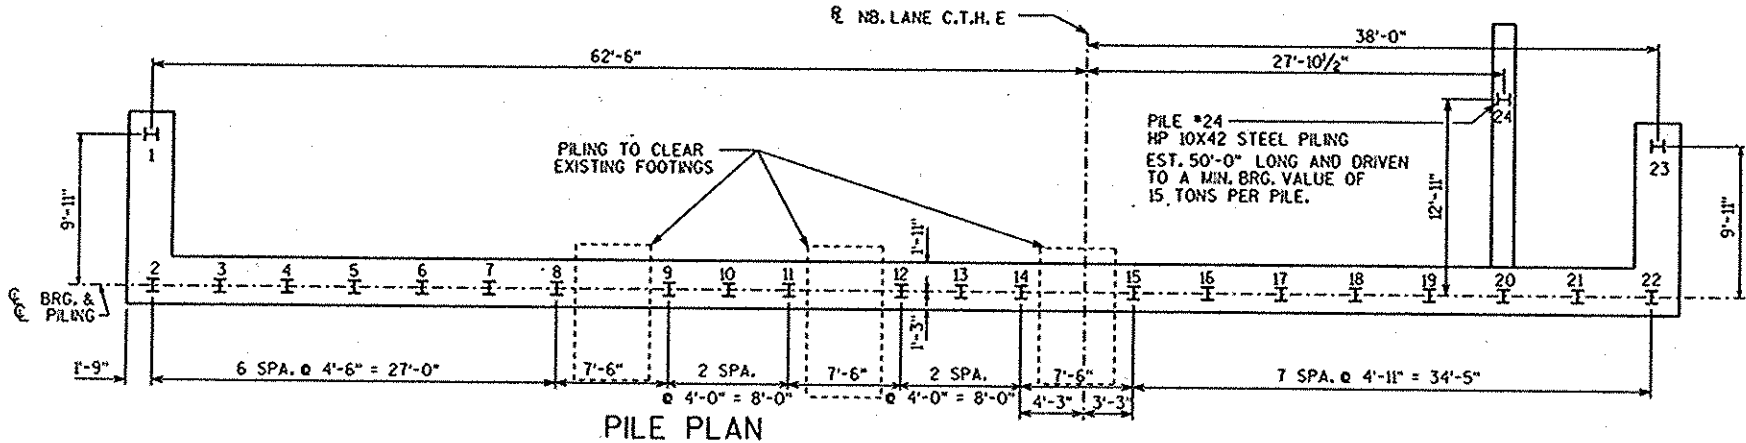 ℞ NB. LANE C.T.H. E
38'-0"
62'-6"
27'-10½"
PILE #24
HP 10X42 STEEL PILING
EST. 50'-0" LONG AND DRIVEN
TO A MIN. BRG. VALUE OF
15 TONS PER PILE.
24
1
PILING TO CLEAR
EXISTING FOOTINGS
23
9'-11"
12'-11"
9'-11"
1'-11"
2 3 4 5 6 7 8 9 10 11 12 13 14 15 16 17 18 19 20 21 22
℄ BRG. &
℄ PILING
1'-3"
1'-9"
6 SPA. @ 4'-6" = 27'-0"
7'-6"
2 SPA.
@ 4'-0" = 8'-0"
7'-6"
2 SPA.
@ 4'-0" = 8'-0"
7'-6"
4'-3" 3'-3"
7 SPA. @ 4'-11" = 34'-5"
PILE PLAN